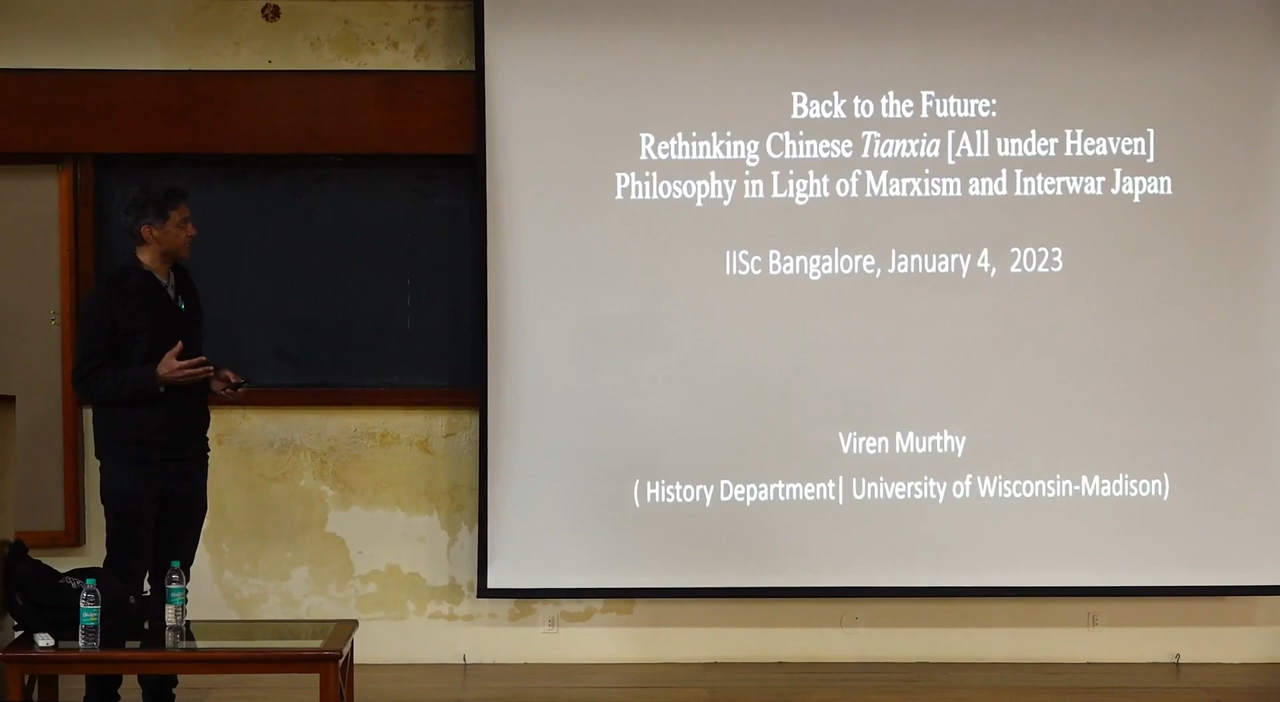 Back to the Future:
Rethinking Chinese Tianxia [All under Heaven]
Philosophy in Light of Marxism and Interwar Japan
IISc Bangalore, January 4, 2023
Viren Murthy
( History Department| University of Wisconsin-Madison)